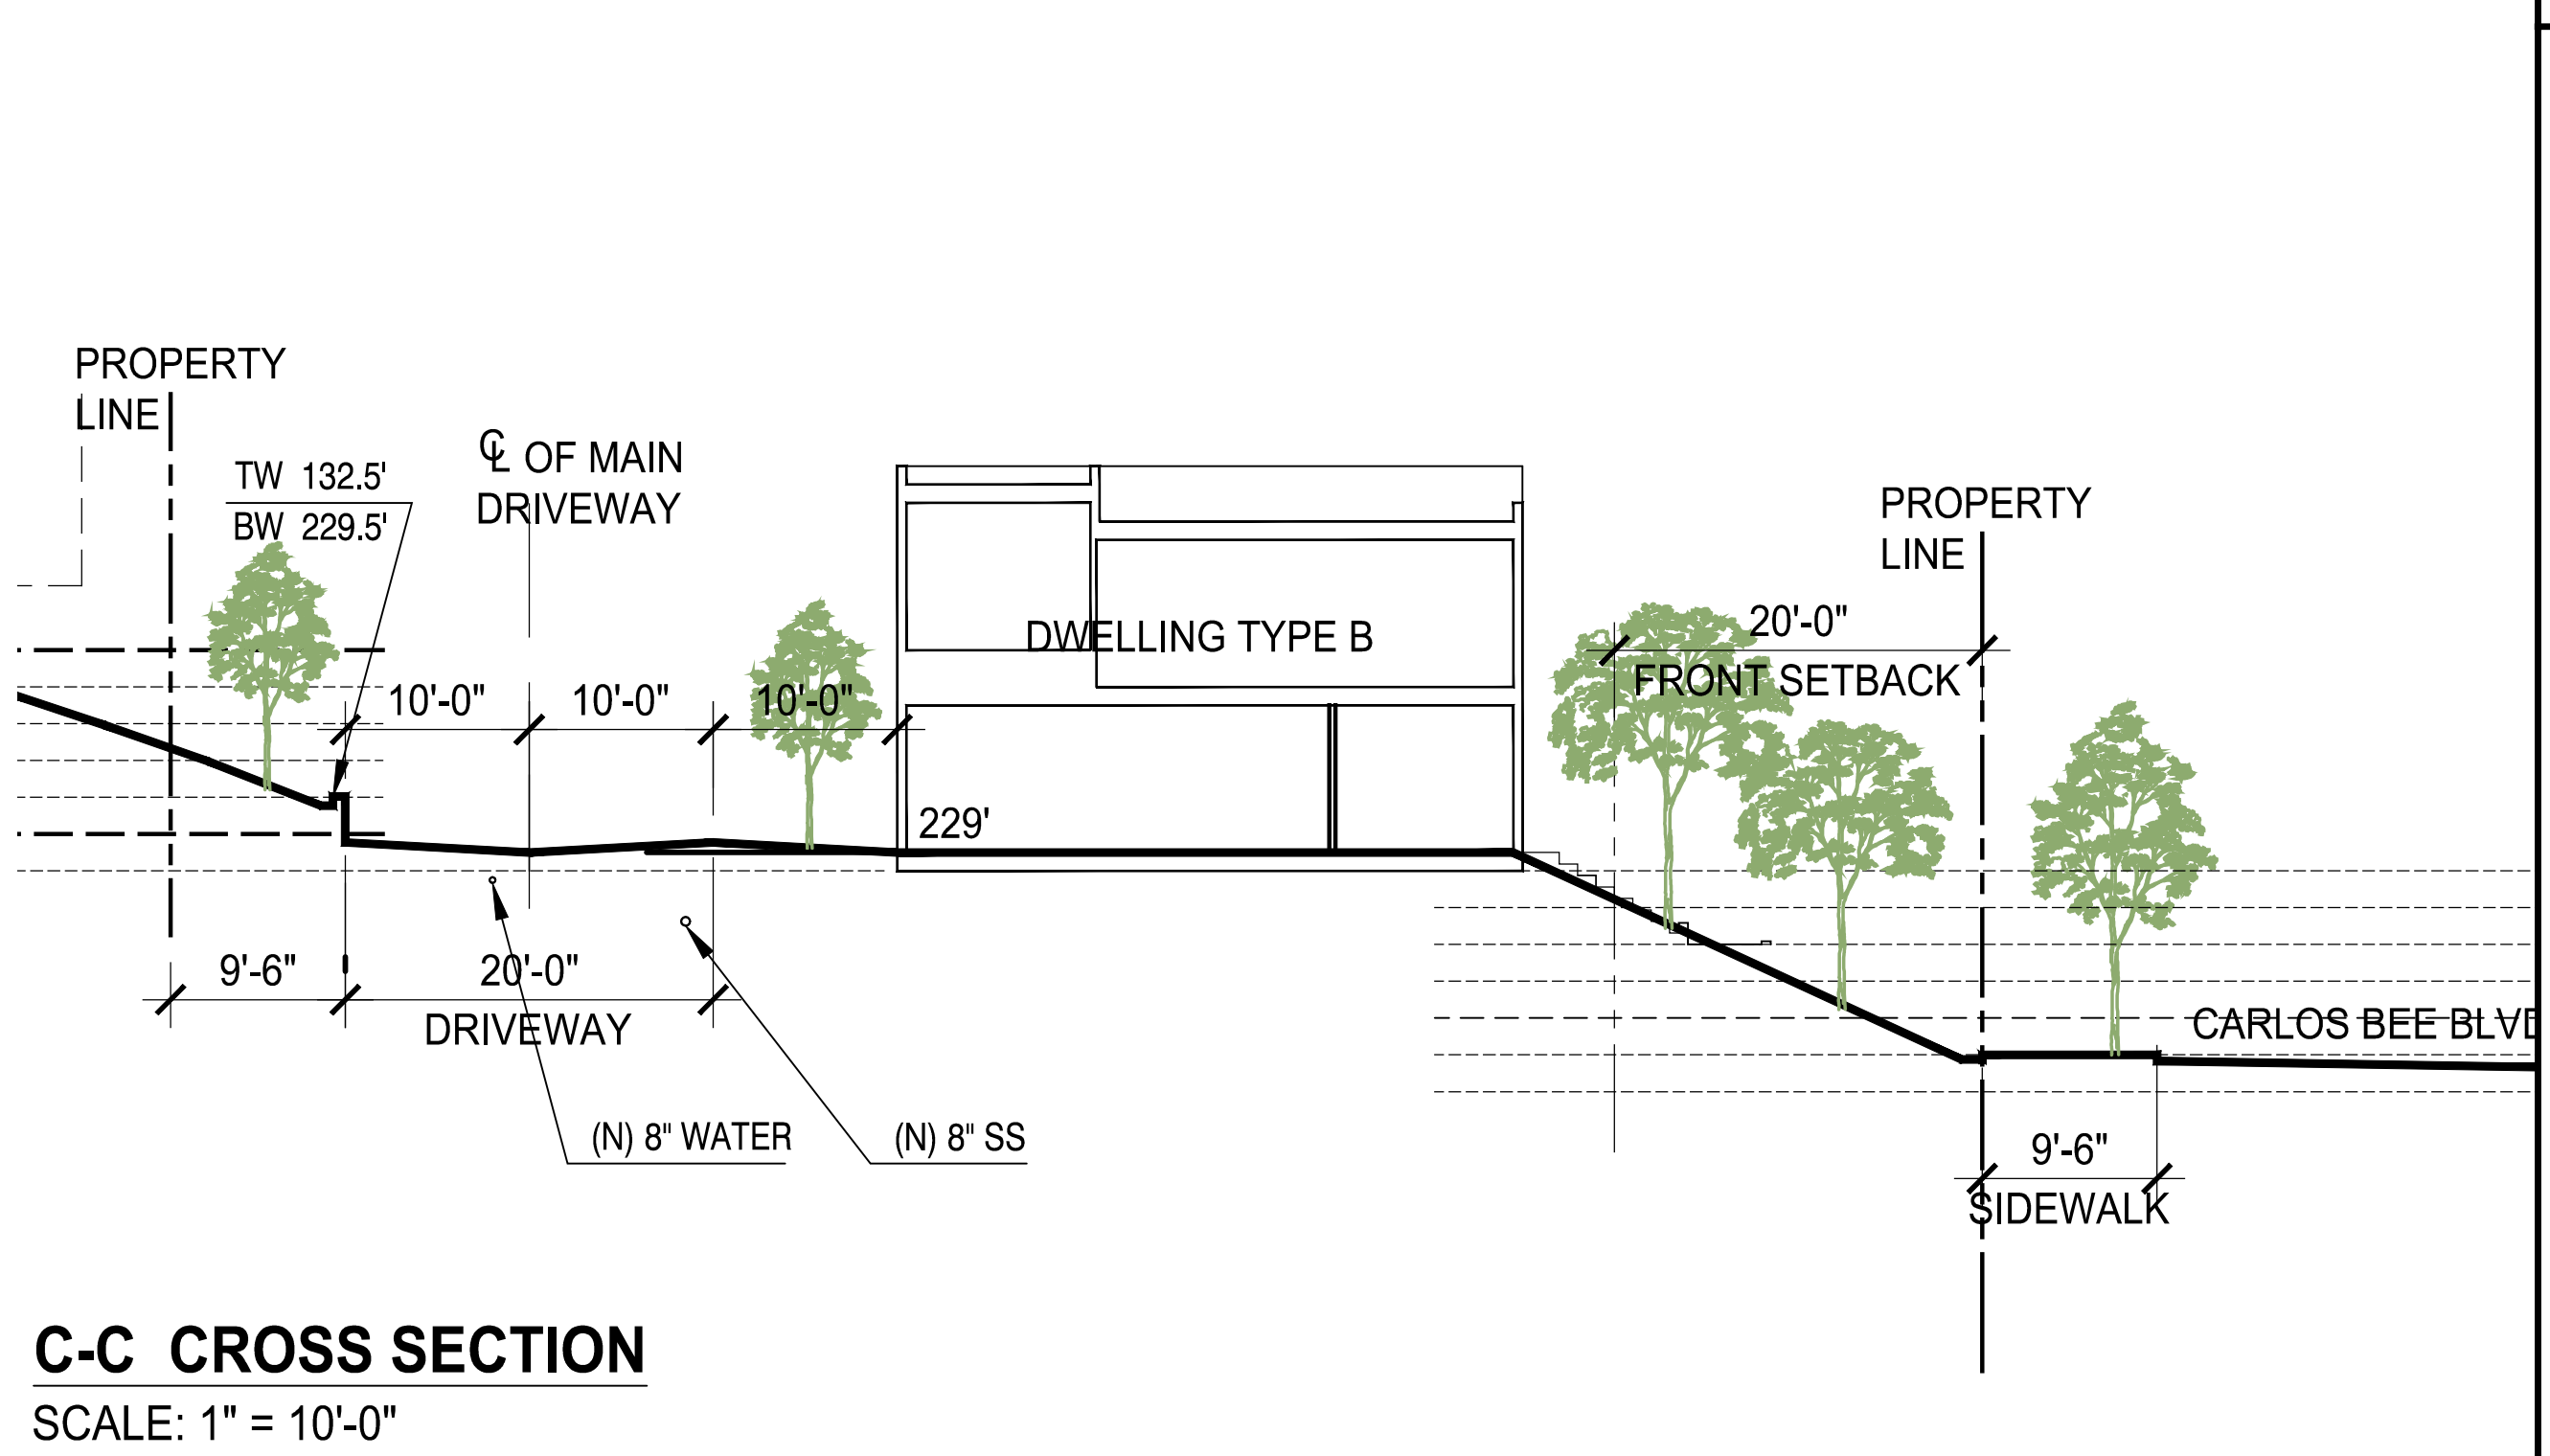 PROPERTY
LINE
TW 132.5'
BW 229.5'
℄ OF MAIN
DRIVEWAY
PROPERTY
LINE
DWELLING TYPE B
20'-0"
FRONT SETBACK
10'-0"
10'-0"
10'-0"
229'
9'-6"
20'-0"
DRIVEWAY
CARLOS BEE BLVD
(N) 8" WATER
(N) 8" SS
9'-6"
SIDEWALK
C-C CROSS SECTION
SCALE: 1" = 10'-0"